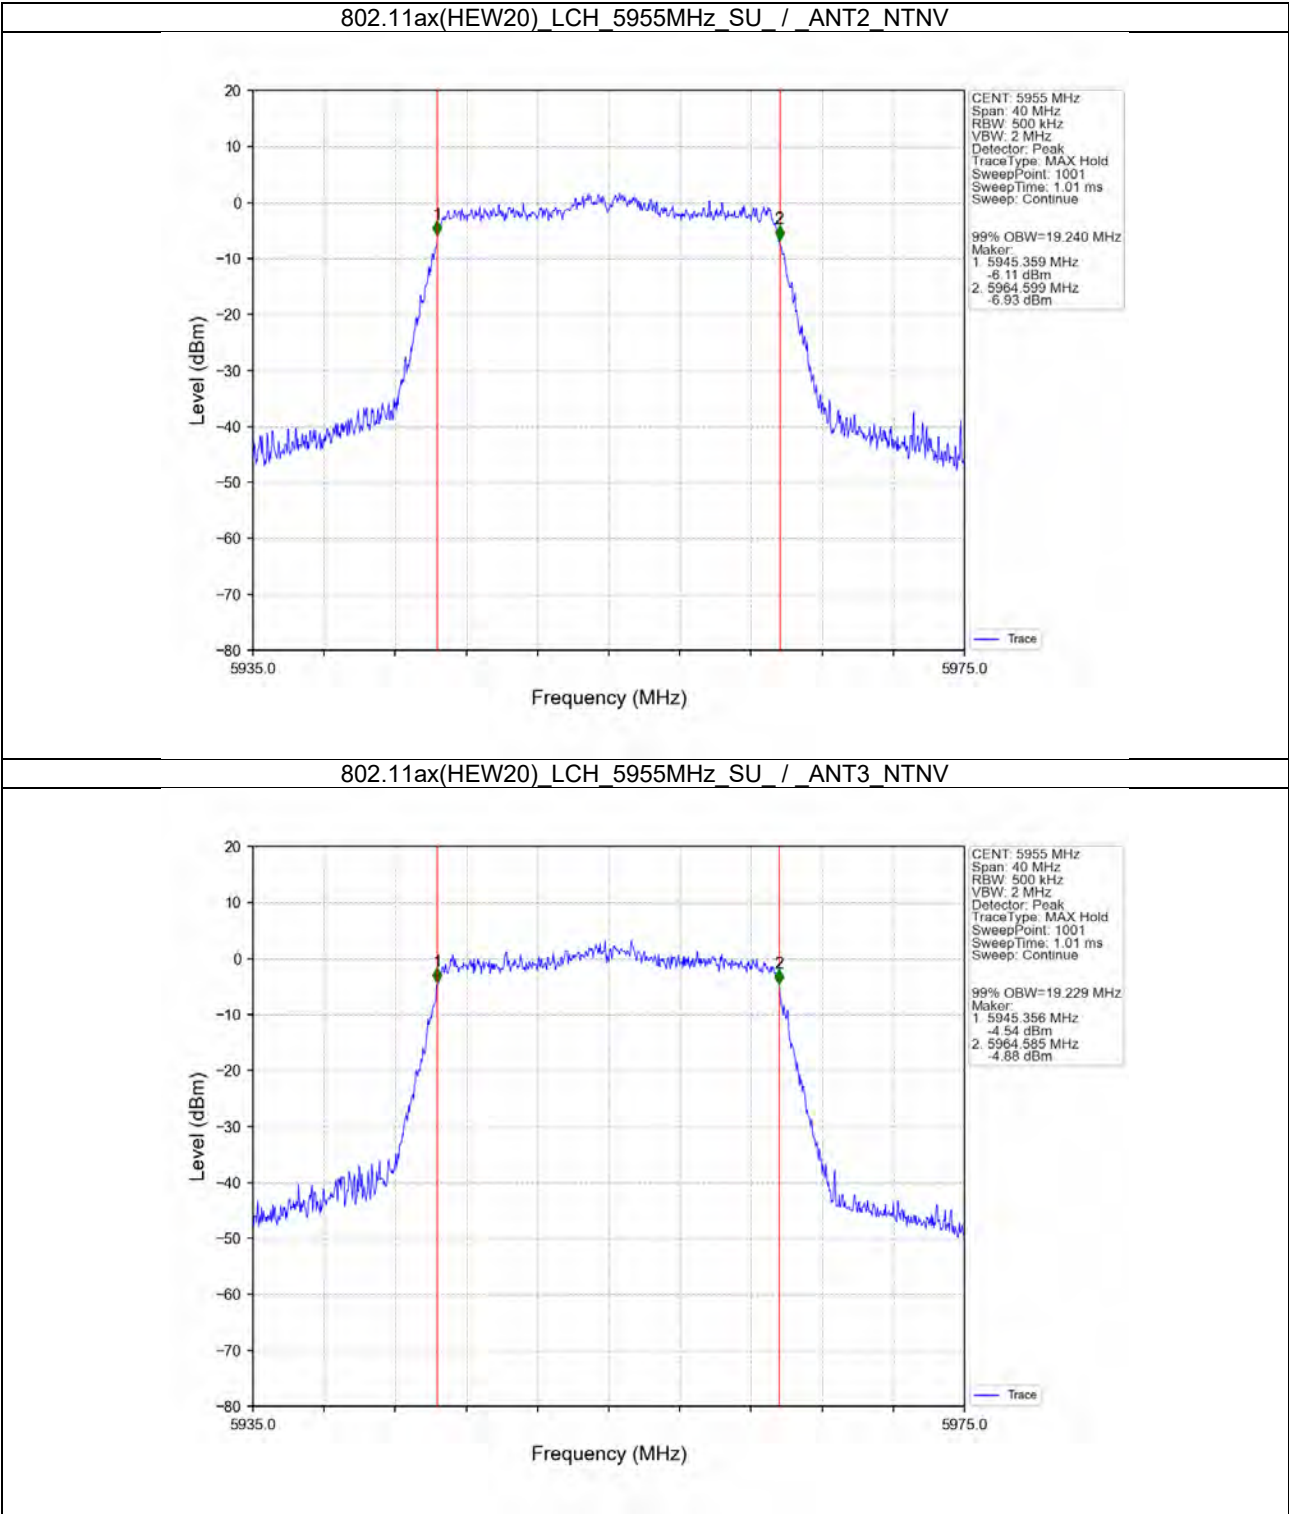 802.11ax(HEW20)_LCH_5955MHz_SU_ / _ANT2_NTNV
20
10
0
−10
−20
−30
−40
−50
−60
−70
−80
Level (dBm)
1
2
5935.0
5975.0
Frequency (MHz)
CENT: 5955 MHz
Span: 40 MHz
RBW: 500 kHz
VBW: 2 MHz
Detector: Peak
TraceType: MAX Hold
SweepPoint: 1001
SweepTime: 1.01 ms
Sweep: Continue
99% OBW=19.240 MHz
Maker:
1. 5945.359 MHz
-6.11 dBm
2. 5964.599 MHz
-6.93 dBm
Trace
802.11ax(HEW20)_LCH_5955MHz_SU_ / _ANT3_NTNV
20
10
0
−10
−20
−30
−40
−50
−60
−70
−80
Level (dBm)
1
2
5935.0
5975.0
Frequency (MHz)
CENT: 5955 MHz
Span: 40 MHz
RBW: 500 kHz
VBW: 2 MHz
Detector: Peak
TraceType: MAX Hold
SweepPoint: 1001
SweepTime: 1.01 ms
Sweep: Continue
99% OBW=19.229 MHz
Maker:
1. 5945.356 MHz
-4.54 dBm
2. 5964.585 MHz
-4.88 dBm
Trace